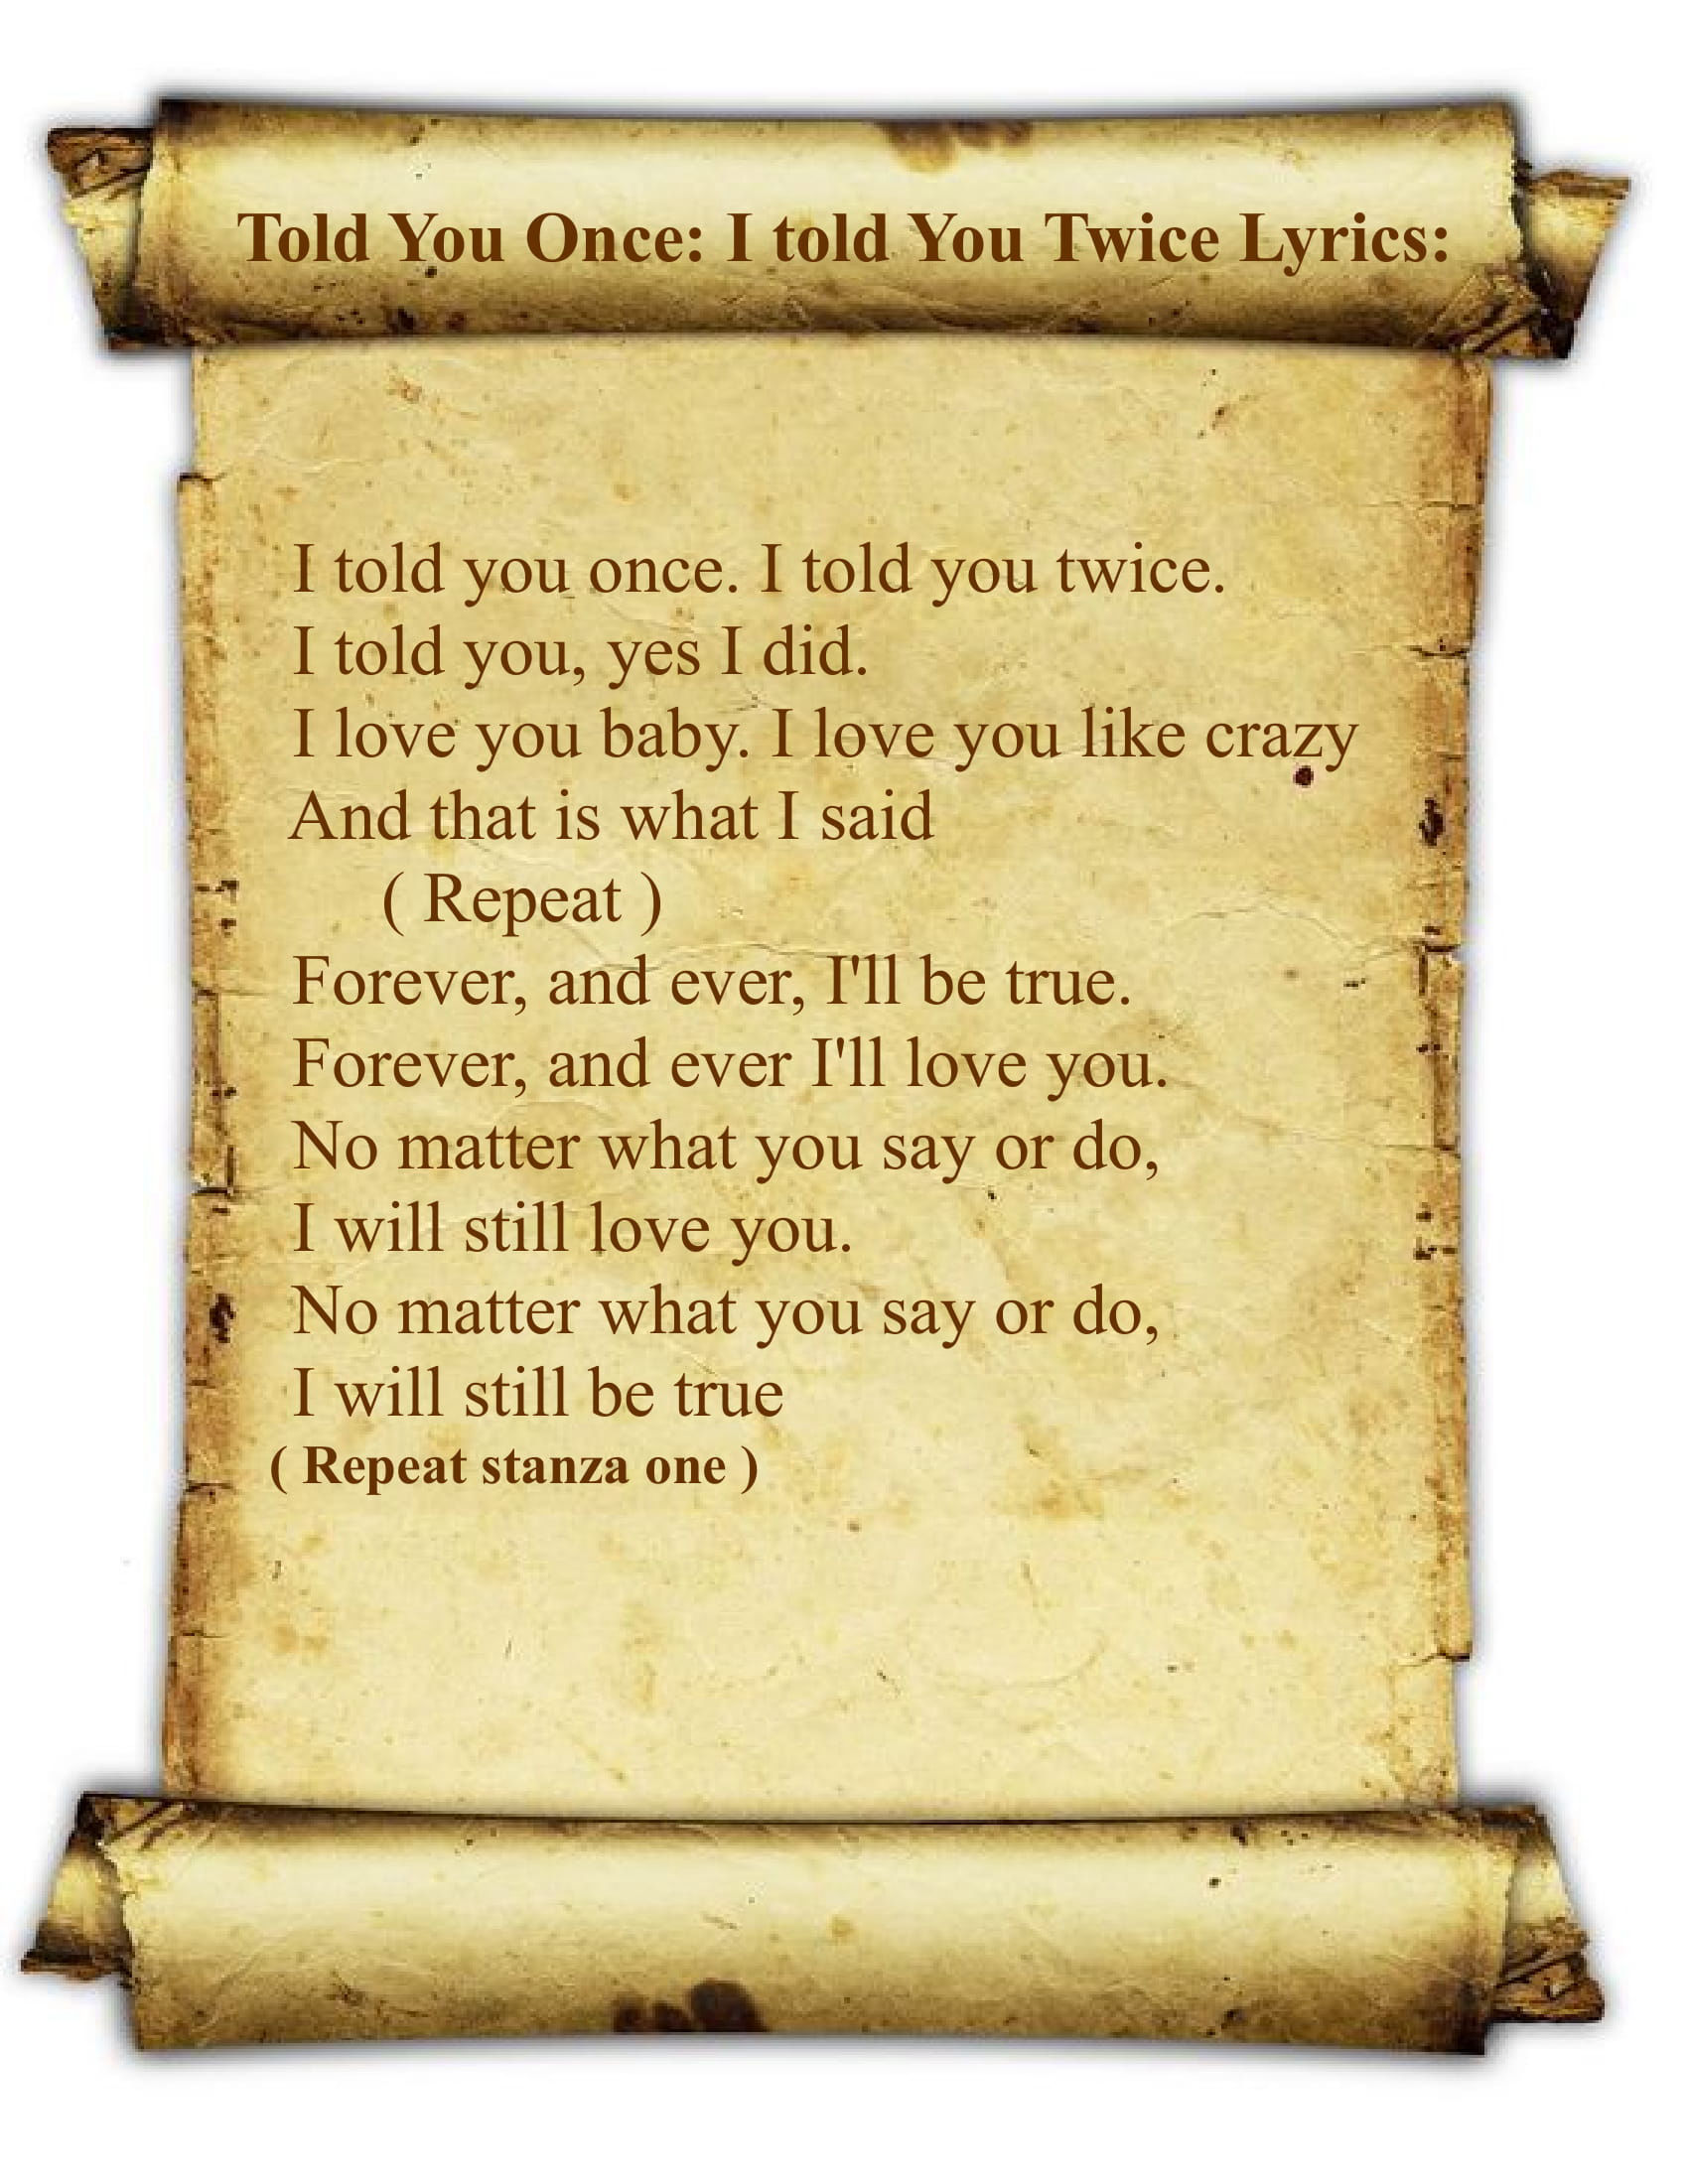 Told You Once: I told You Twice Lyrics:
I told you once. I told you twice.
I told you, yes I did.
I love you baby. I love you like crazy
And that is what I said
( Repeat )
Forever, and ever, I'll be true.
Forever, and ever I'll love you.
No matter what you say or do,
I will still love you.
No matter what you say or do,
I will still be true
( Repeat stanza one )